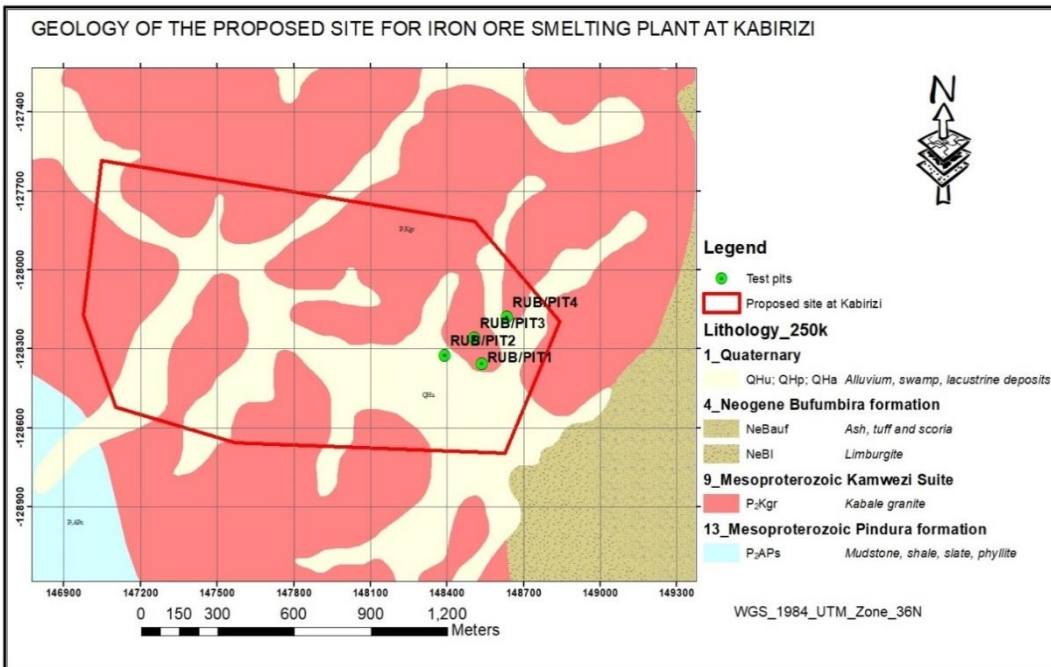 GEOLOGY OF THE PROPOSED SITE FOR IRON ORE SMELTING PLANT AT KABIRIZI
N
-127400
-127700
-128000
-128300
-128600
-128900
P₂Kgr
RUB/PIT4
RUB/PIT3
RUB/PIT2
RUB/PIT1
QHu
P₂APs
146900 147200 147500 147800 148100 148400 148700 149000 149300
0 150 300 600 900 1,200
Meters
Legend
Test pits
Proposed site at Kabirizi
Lithology_250k
1_Quaternary
QHu; QHp; QHa Alluvium, swamp, lacustrine deposits
4_Neogene Bufumbira formation
NeBauf Ash, tuff and scoria
NeBl Limburgite
9_Mesoproterozoic Kamwezi Suite
P₂Kgr Kabale granite
13_Mesoproterozoic Pindura formation
P₂APs Mudstone, shale, slate, phyllite
WGS_1984_UTM_Zone_36N